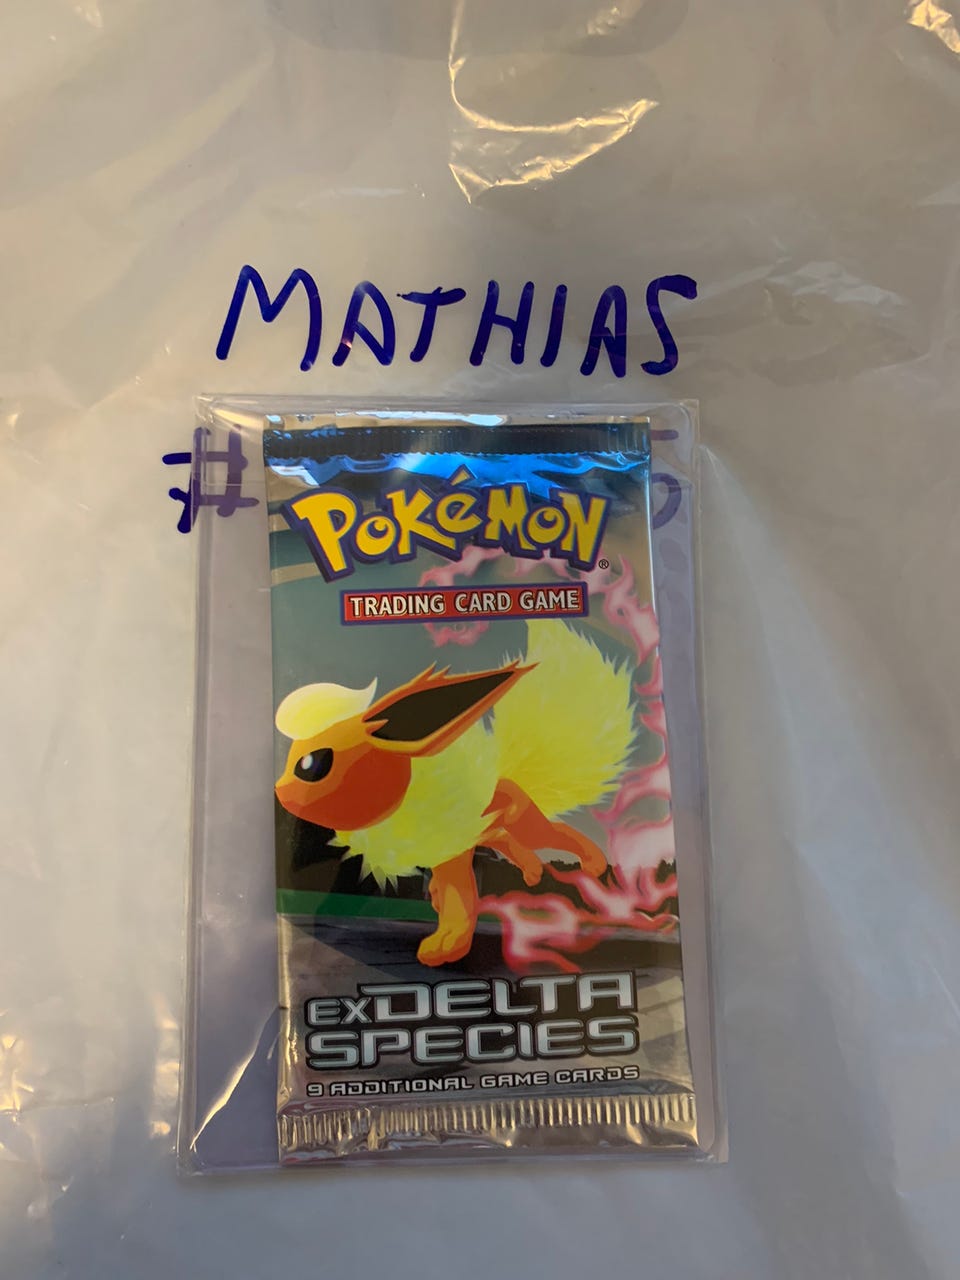 MATHIAS
#
POKéMON®
TRADING CARD GAME
EX DELTA
SPECIES
9 ADDITIONAL GAME CARDS